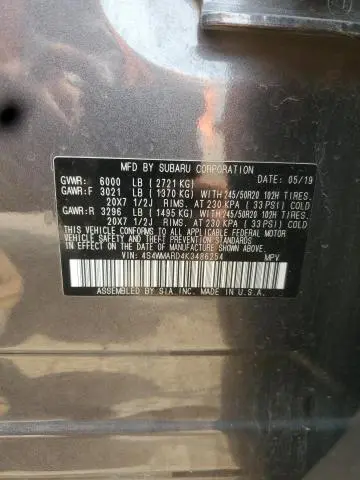 MFD BY SUBARU CORPORATION
GVWR: 6000 LB (2721 KG) DATE: 05/19
GAWR:F 3021 LB (1370 KG) WITH 245/50R20 102H TIRES,
20X7 1/2J RIMS, AT 230 KPA (33 PSI) COLD
GAWR:R 3296 LB (1495 KG) WITH 245/50R20 102H TIRES,
20X7 1/2J RIMS, AT 230 KPA (33 PSI) COLD
THIS VEHICLE CONFORMS TO ALL APPLICABLE FEDERAL MOTOR
VEHICLE SAFETY AND THEFT PREVENTION STANDARDS
IN EFFECT ON THE DATE OF MANUFACTURE SHOWN ABOVE.
VIN: 4S4WMARD4K3486254 MPV
ASSEMBLED BY SIA, INC. MADE IN U.S.A.